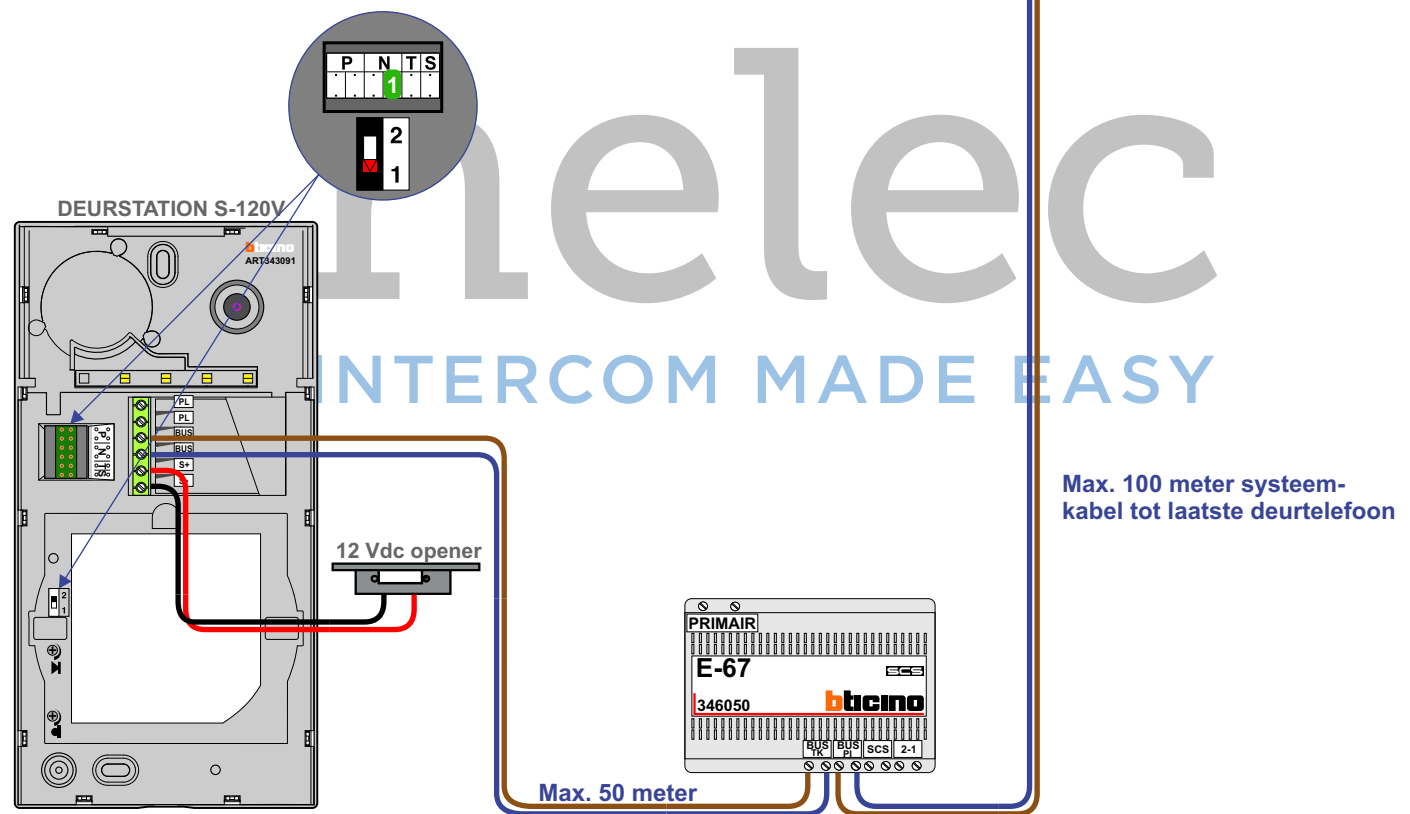 P N T S
1
2
1
nelec
INTERCOM MADE EASY
DEURSTATION S-120V
bticino
ART343091
PL
PL
BUS
BUS
S+
S-
P N TS
2
1
12 Vdc opener
Max. 100 meter systeem-
kabel tot laatste deurtelefoon
PRIMAIR
E-67
SCS
346050
bticino
BUS TK
BUS PI
SCS
2-1
Max. 50 meter